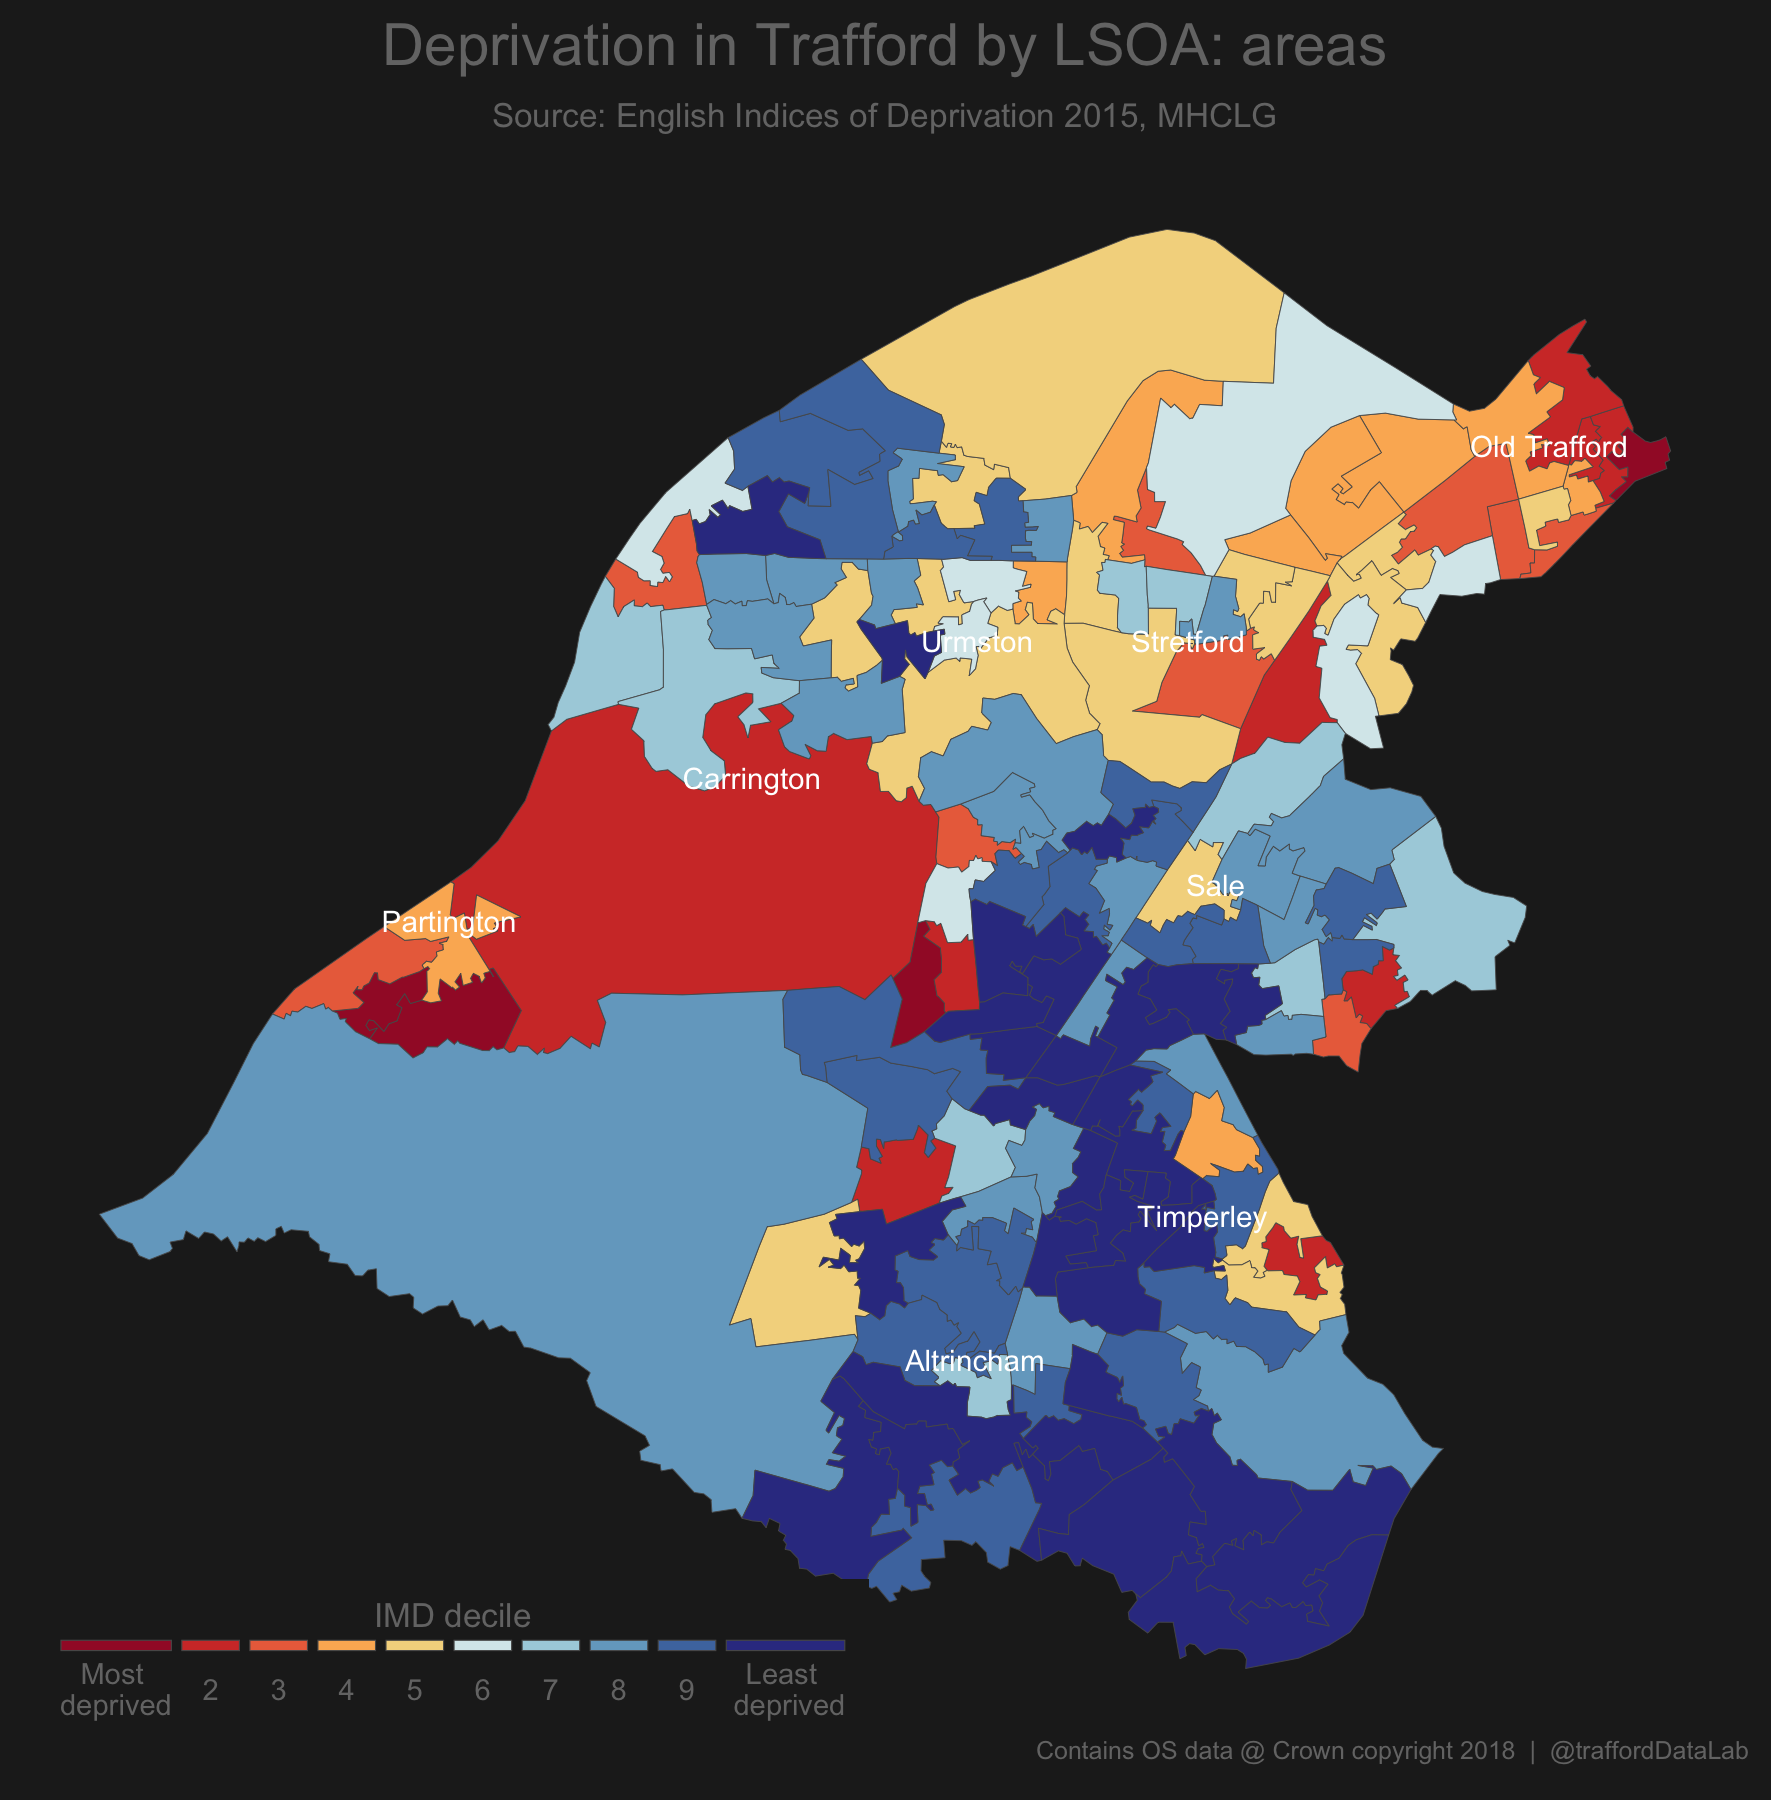 Deprivation in Trafford by LSOA: areas
Source: English Indices of Deprivation 2015, MHCLG
Old Trafford
Urmston
Stretford
Carrington
Sale
Partington
Timperley
Altrincham
IMD decile
Most deprived
2
3
4
5
6
7
8
9
Least deprived
Contains OS data @ Crown copyright 2018 | @traffordDataLab